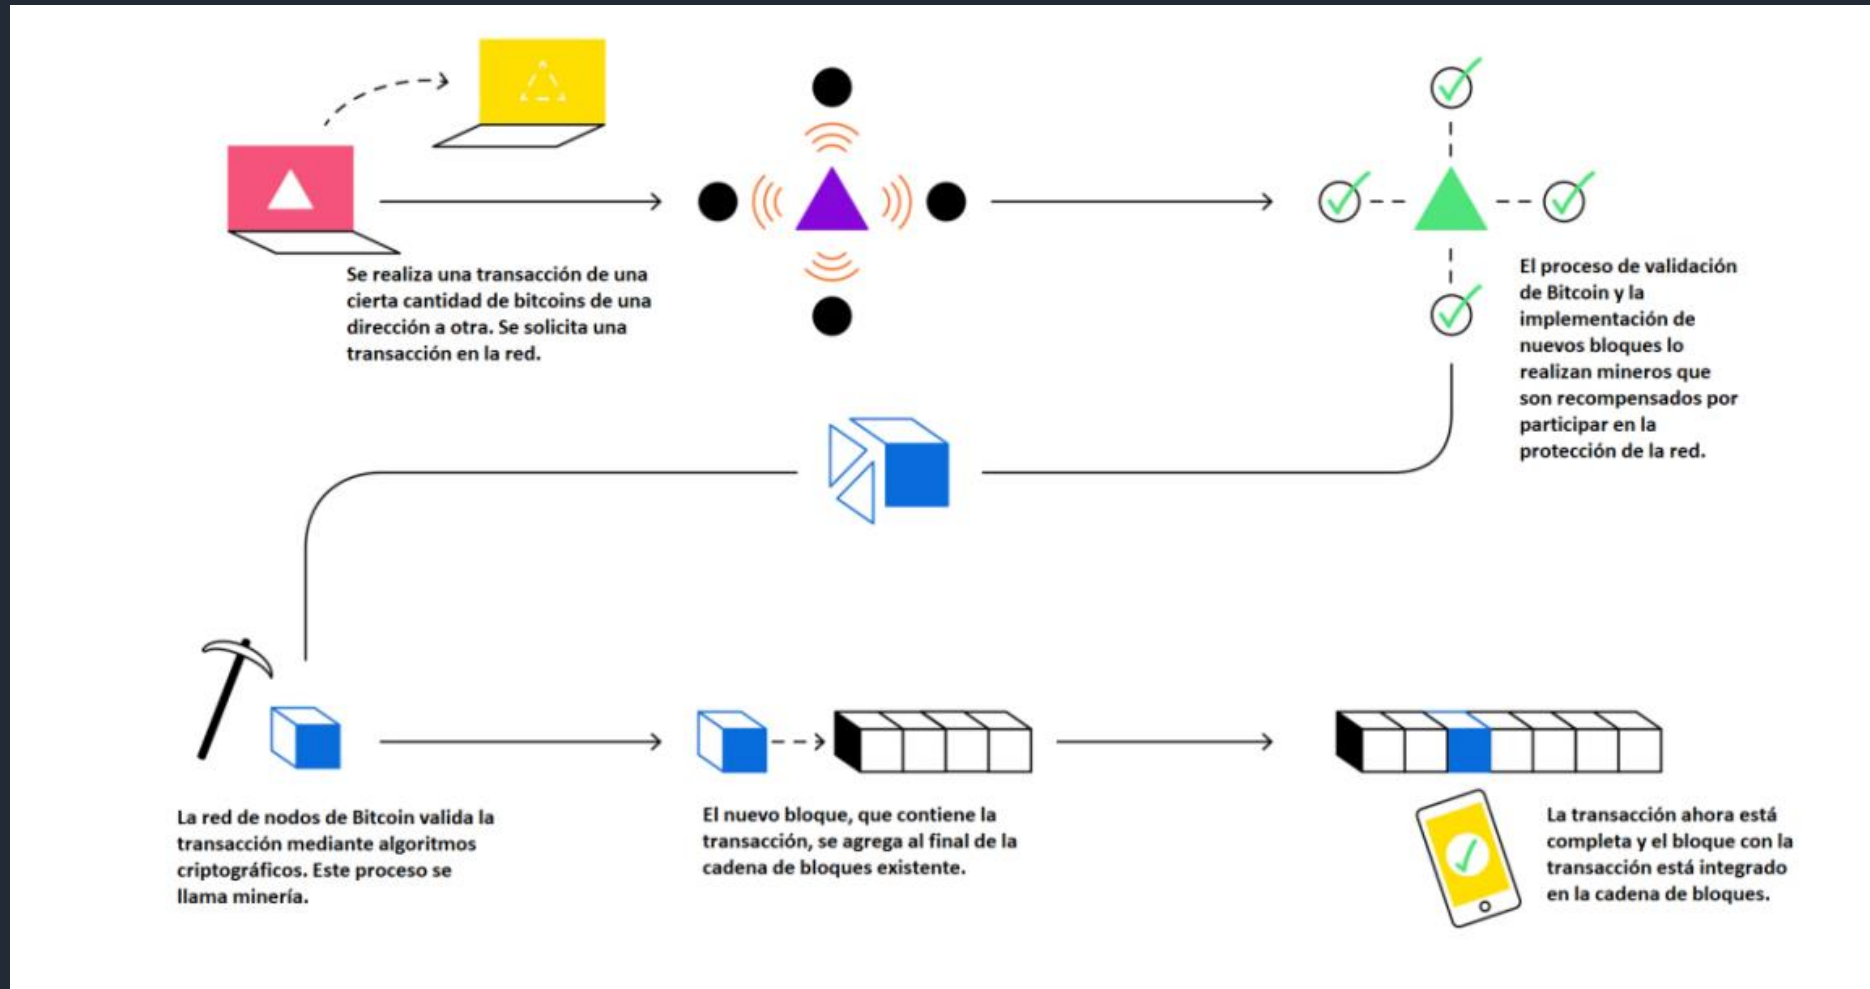 Se realiza una transacción de una
cierta cantidad de bitcoins de una
dirección a otra. Se solicita una
transacción en la red.
El proceso de validación
de Bitcoin y la
implementación de
nuevos bloques lo
realizan mineros que
son recompensados por
participar en la
protección de la red.
La red de nodos de Bitcoin valida la
transacción mediante algoritmos
criptográficos. Este proceso se
llama minería.
El nuevo bloque, que contiene la
transacción, se agrega al final de la
cadena de bloques existente.
La transacción ahora está
completa y el bloque con la
transacción está integrado
en la cadena de bloques.